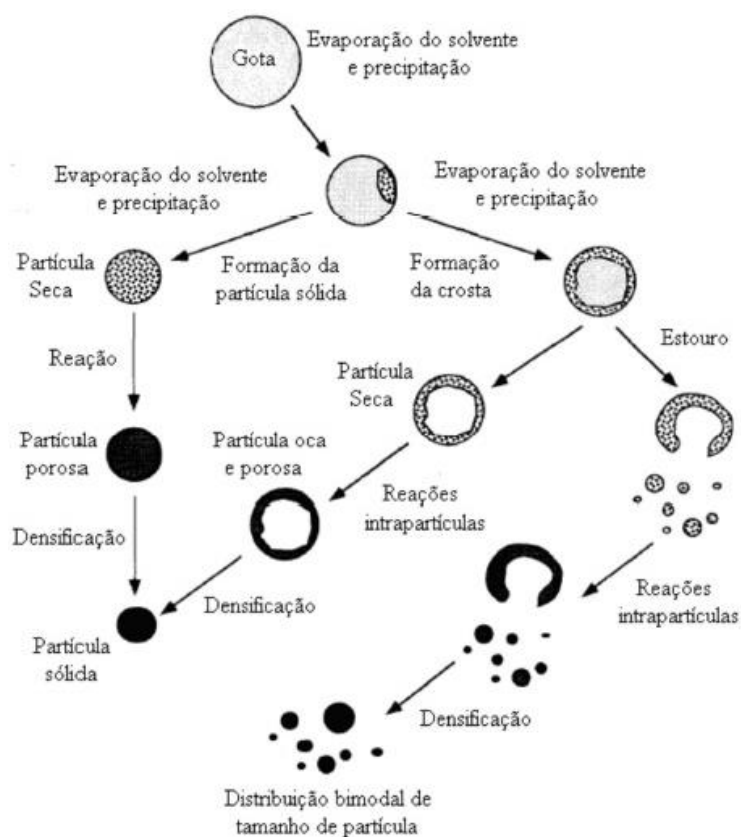 Gota
Evaporação do solvente
e precipitação
Evaporação do solvente
e precipitação
Evaporação do solvente
e precipitação
Partícula
Seca
Formação da
partícula sólida
Formação
da crosta
Estouro
Reação
Partícula
Seca
Partícula
porosa
Partícula oca
e porosa
Reações
intrapartículas
Densificação
Densificação
Reações
intrapartículas
Partícula
sólida
Densificação
Distribuição bimodal de
tamanho de partícula